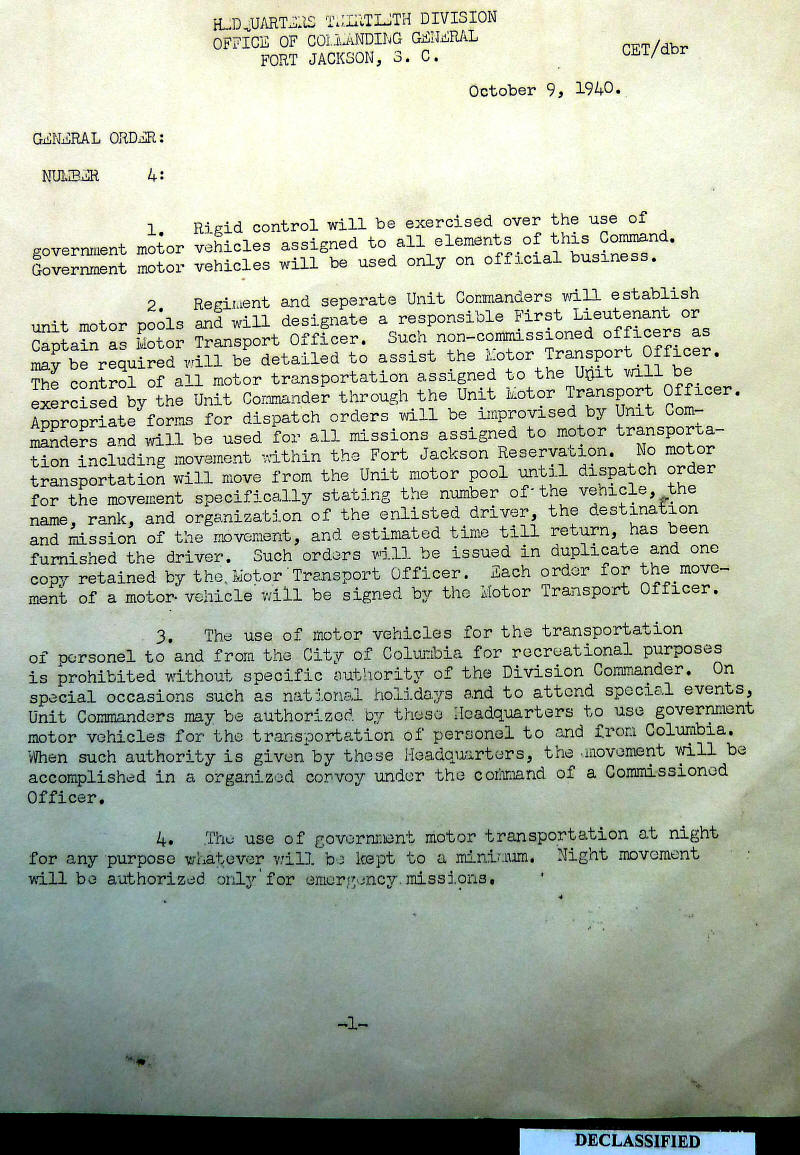 HEADQUARTERS THIRTIETH DIVISION
OFFICE OF COMMANDING GENERAL
FORT JACKSON, S. C.
CET/dbr
October 9, 1940.
GENERAL ORDER:
NUMBER 4:
1. Rigid control will be exercised over the use of
government motor vehicles assigned to all elements of this Command.
Government motor vehicles will be used only on official business.
2. Regiment and seperate Unit Commanders will establish
unit motor pools and will designate a responsible First Lieutenant or
Captain as Motor Transport Officer. Such non-commissioned officers as
may be required will be detailed to assist the Motor Transport Officer.
The control of all motor transportation assigned to the Unit will be
exercised by the Unit Commander through the Unit Motor Transport Officer.
Appropriate forms for dispatch orders will be improvised by Unit Com-
manders and will be used for all missions assigned to motor transporta-
tion including movement within the Fort Jackson Reservation. No motor
transportation will move from the Unit motor pool until dispatch order
for the movement specifically stating the number of the vehicle, the
name, rank, and organization of the enlisted driver, the destination
and mission of the movement, and estimated time till return, has been
furnished the driver. Such orders will be issued in duplicate and one
copy retained by the Motor Transport Officer. Each order for the move-
ment of a motor vehicle will be signed by the Motor Transport Officer.
3. The use of motor vehicles for the transportation
of personel to and from the City of Columbia for recreational purposes
is prohibited without specific authority of the Division Commander. On
special occasions such as national holidays and to attend special events,
Unit Commanders may be authorized by these Headquarters to use government
motor vehicles for the transportation of personel to and from Columbia.
When such authority is given by these Headquarters, the movement will be
accomplished in a organized convoy under the command of a Commissioned
Officer.
4. The use of government motor transportation at night
for any purpose whatever will be kept to a minimum. Night movement
will be authorized only for emergency missions.
-1-
DECLASSIFIED